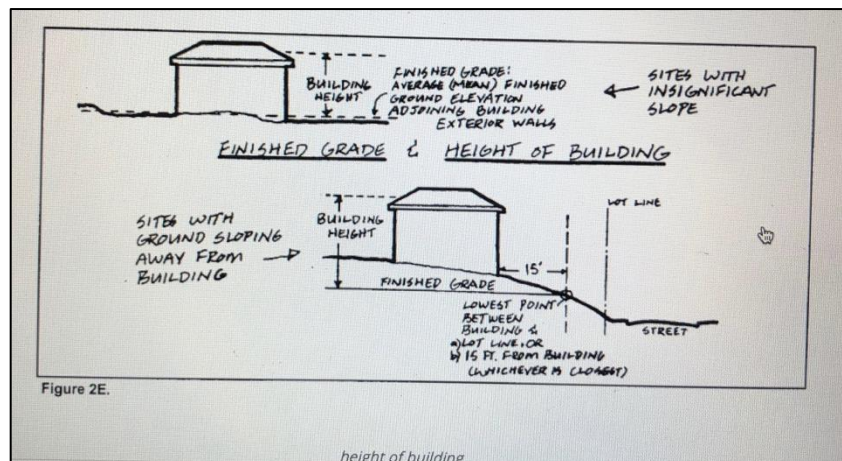 BUILDING
HEIGHT
FINISHED GRADE:
AVERAGE (MEAN) FINISHED
GROUND ELEVATION
ADJOINING BUILDING
EXTERIOR WALLS
SITES WITH
INSIGNIFICANT
SLOPE
FINISHED GRADE & HEIGHT OF BUILDING
SITES WITH
GROUND SLOPING
AWAY FROM
BUILDING
BUILDING
HEIGHT
LOT LINE
15'
FINISHED GRADE
LOWEST POINT
BETWEEN
BUILDING &
a) LOT LINE, OR
b) 15 FT. FROM BUILDING
(WHICHEVER IS CLOSEST)
STREET
Figure 2E.
height of building